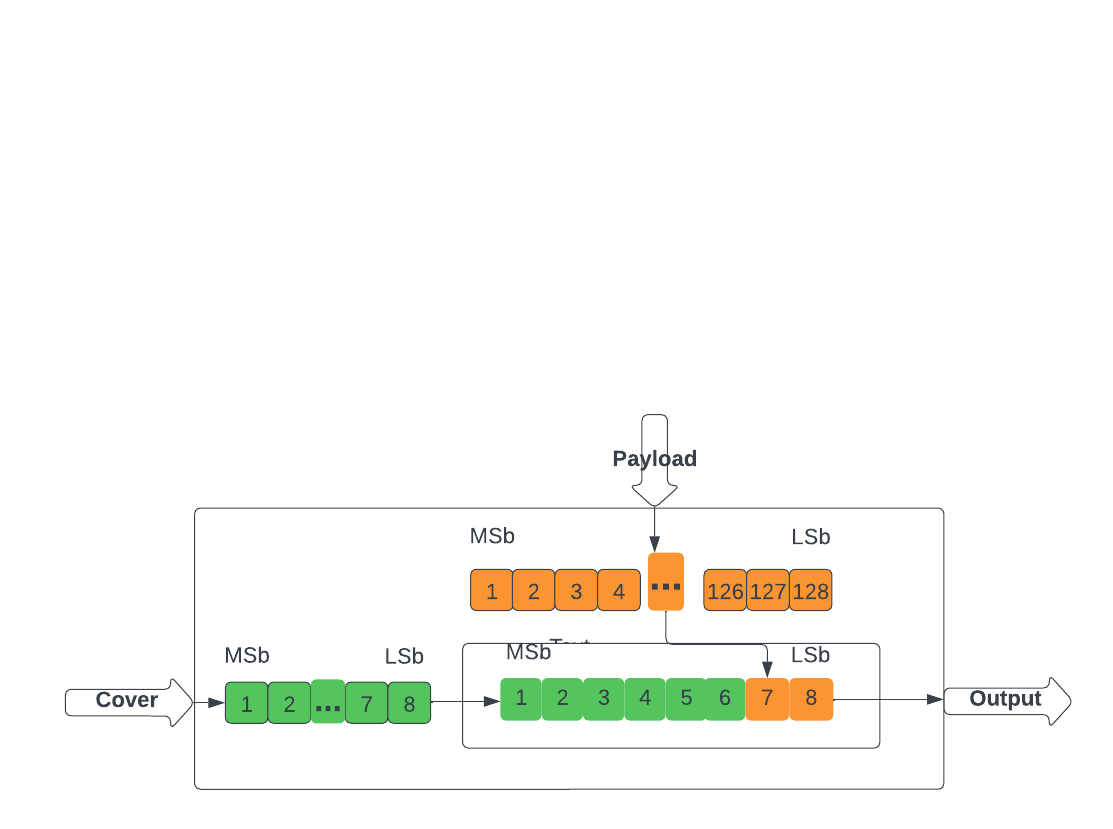 Payload
MSb LSb
1 2 3 4 ... 126 127 128
MSb LSb
MSb LSb
Cover
1 2 ... 7 8
1 2 3 4 5 6 7 8
Output